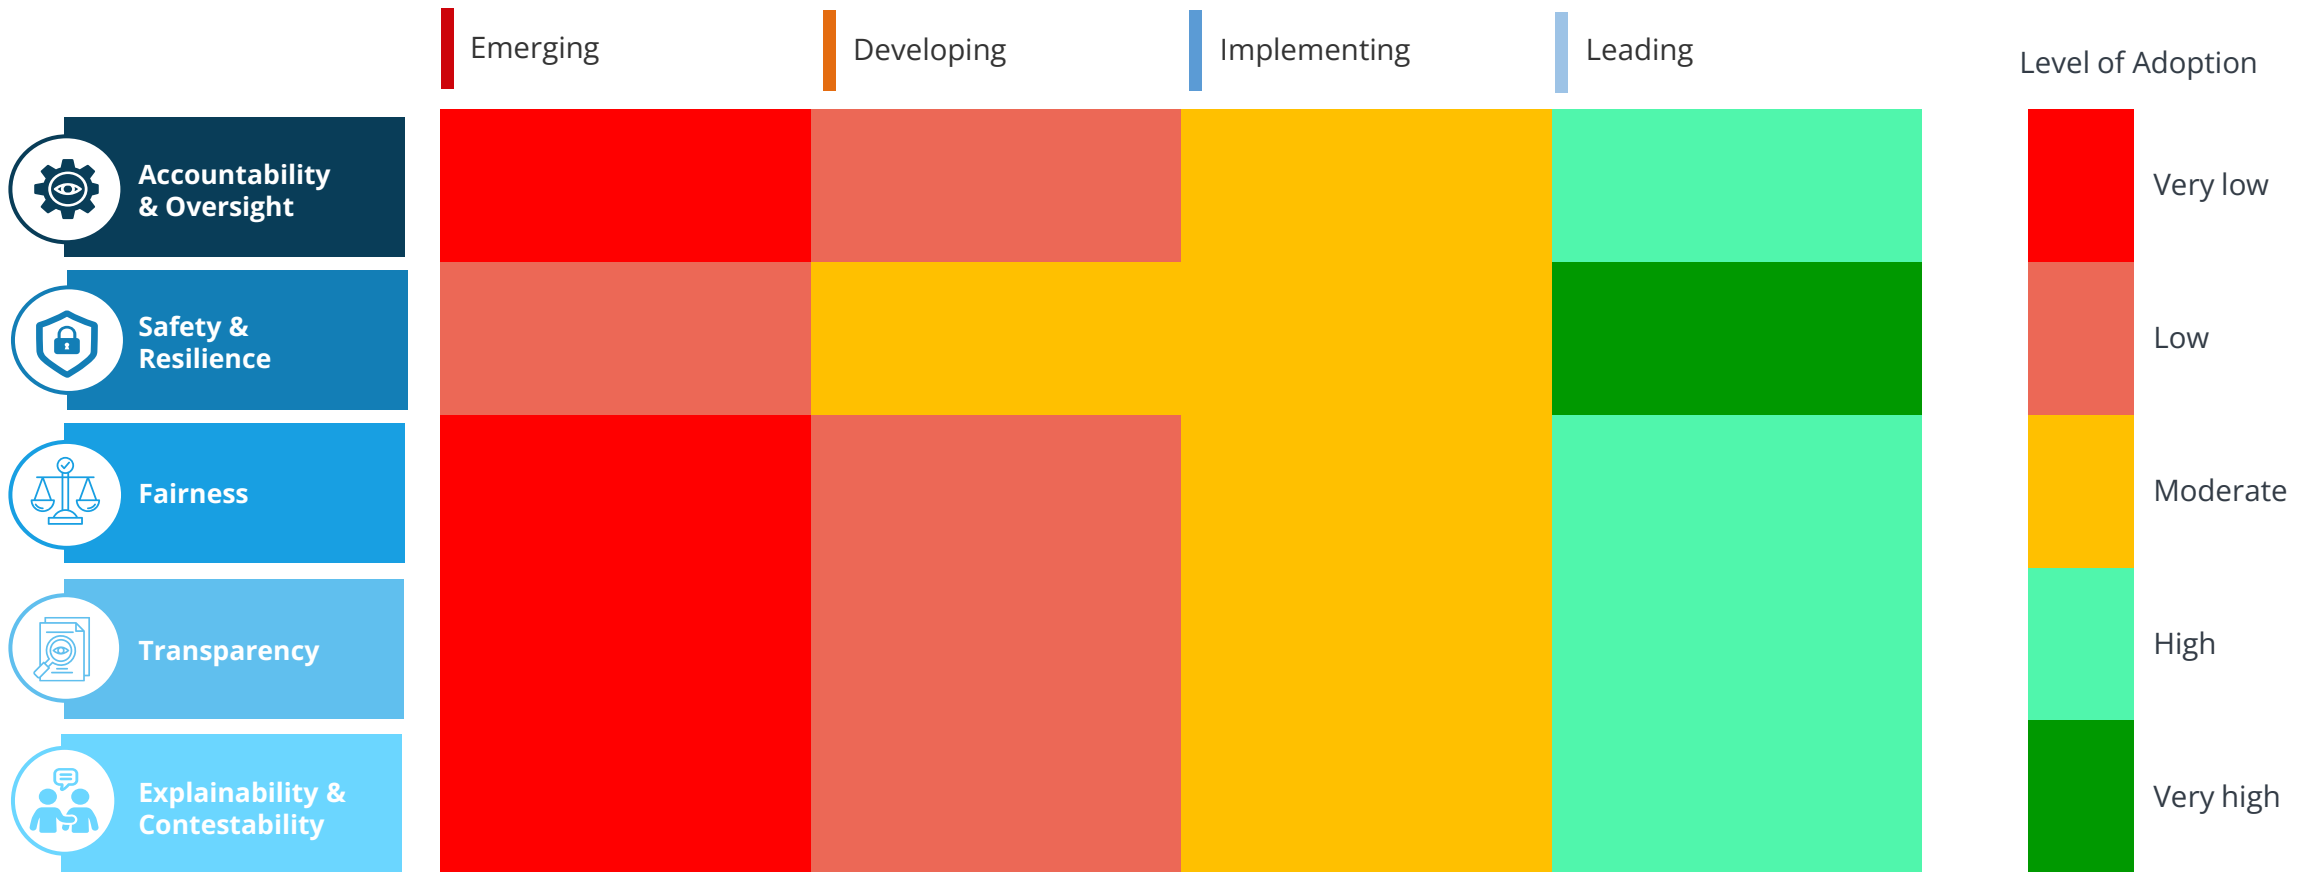 Emerging
Developing
Implementing
Leading
Level of Adoption
Accountability
& Oversight
Safety &
Resilience
Fairness
Transparency
Explainability &
Contestability
Very low
Low
Moderate
High
Very high